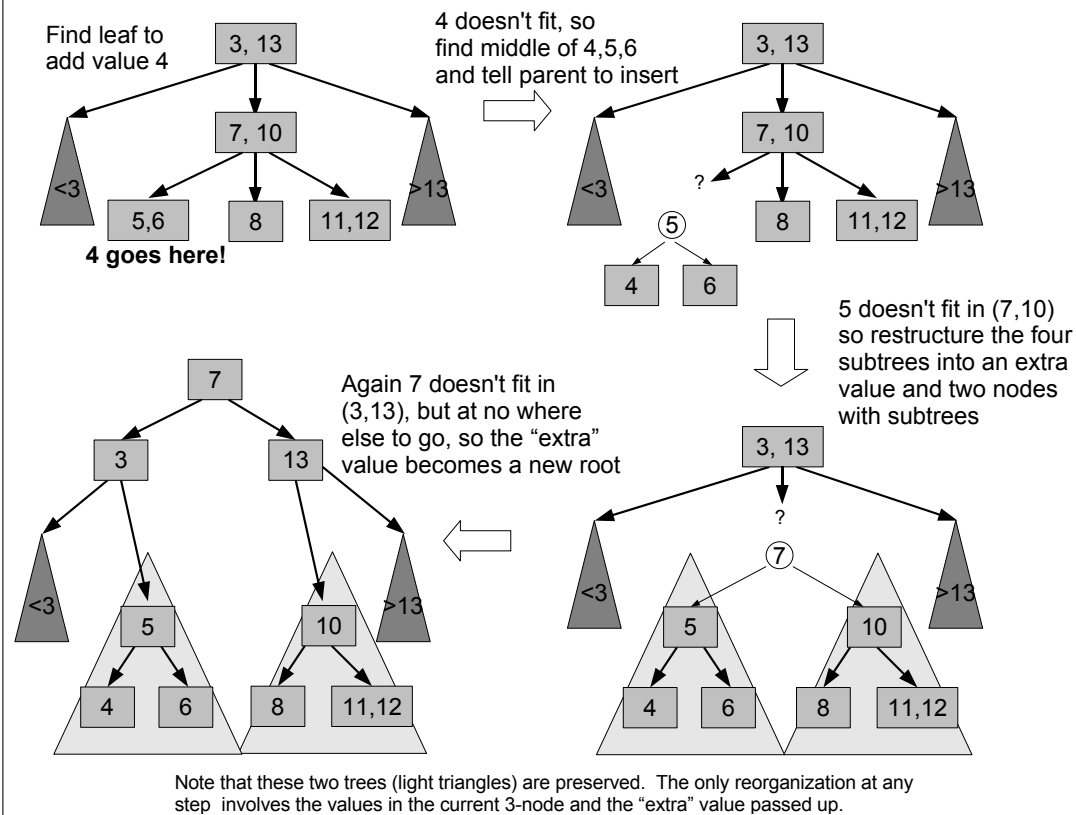 Find leaf to
add value 4
3, 13
7, 10
<3
>13
5,6
8
11,12
4 goes here!
4 doesn't fit, so
find middle of 4,5,6
and tell parent to insert
3, 13
7, 10
<3
?
>13
8
11,12
5
4
6
5 doesn't fit in (7,10)
so restructure the four
subtrees into an extra
value and two nodes
with subtrees
3, 13
?
7
<3
>13
5
10
4
6
8
11,12
Again 7 doesn't fit in
(3,13), but at no where
else to go, so the “extra”
value becomes a new root
7
3
13
<3
>13
5
10
4
6
8
11,12
Note that these two trees (light triangles) are preserved. The only reorganization at any
step involves the values in the current 3-node and the “extra” value passed up.